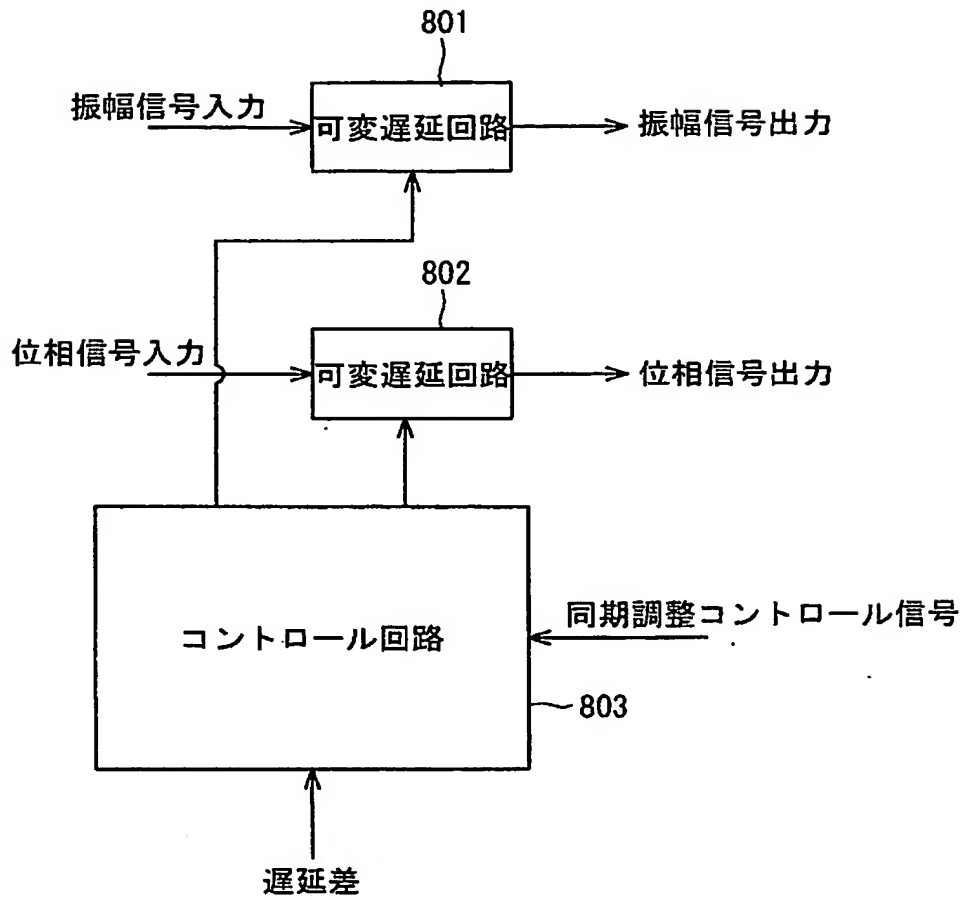 801
振幅信号入力
可変遅延回路
振幅信号出力
802
位相信号入力
可変遅延回路
位相信号出力
コントロール回路
同期調整コントロール信号
803
遅延差